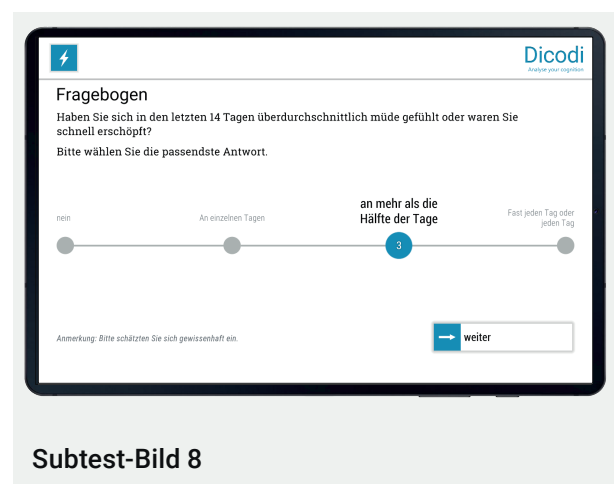 Dicodi
Analyse your cognition
Fragebogen
Haben Sie sich in den letzten 14 Tagen überdurchschnittlich müde gefühlt oder waren Sie
schnell erschöpft?
Bitte wählen Sie die passendste Antwort.
nein
An einzelnen Tagen
an mehr als die
Hälfte der Tage
Fast jeden Tag oder
jeden Tag
3
Anmerkung: Bitte schätzten Sie sich gewissenhaft ein.
weiter
Subtest-Bild 8